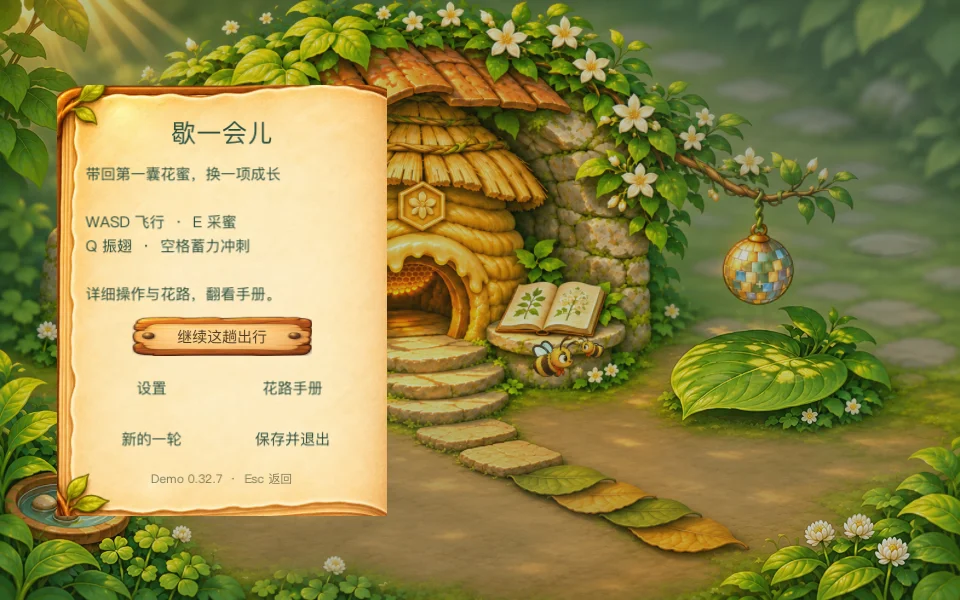 歇一会儿
带回第一囊花蜜，换一项成长
WASD 飞行 · E 采蜜
Q 振翅 · 空格蓄力冲刺
详细操作与花路，翻看手册。
继续这趟出行
设置 花路手册
新的一轮 保存并退出
Demo 0.32.7 · Esc 返回